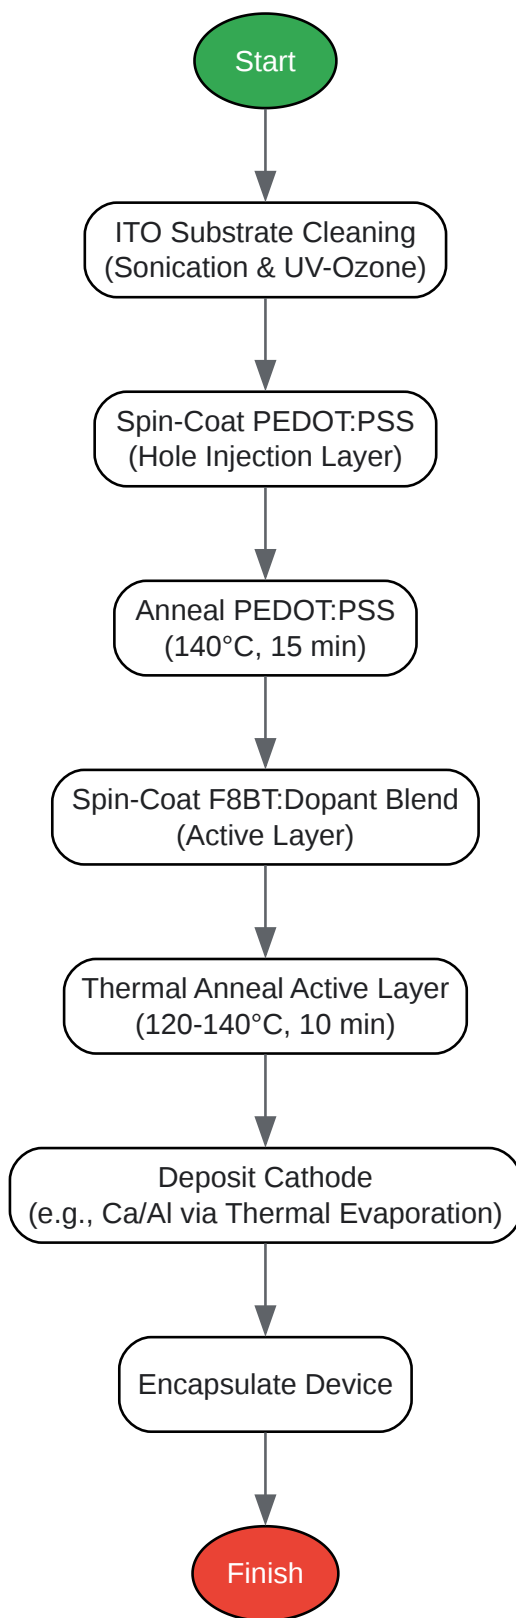 Start
ITO Substrate Cleaning
(Sonication & UV-Ozone)
Spin-Coat PEDOT:PSS
(Hole Injection Layer)
Anneal PEDOT:PSS
(140°C, 15 min)
Spin-Coat F8BT:Dopant Blend
(Active Layer)
Thermal Anneal Active Layer
(120-140°C, 10 min)
Deposit Cathode
(e.g., Ca/Al via Thermal Evaporation)
Encapsulate Device
Finish